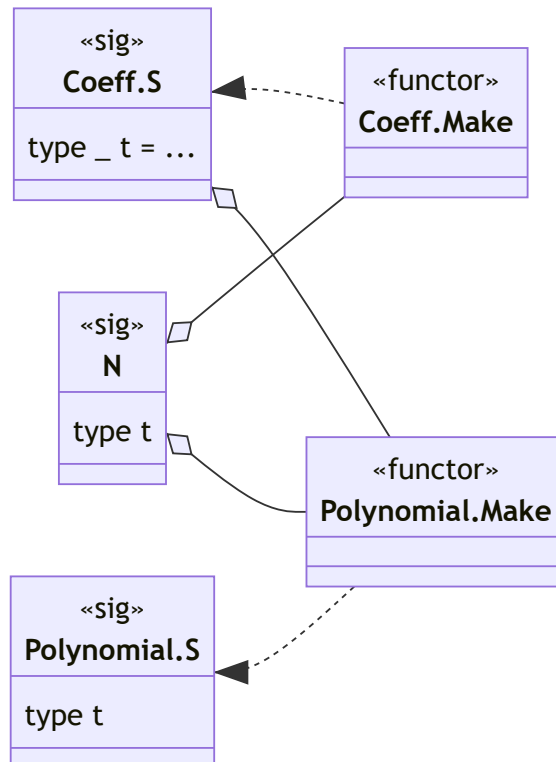 «sig»
Coeff.S
type _ t = ...
«functor»
Coeff.Make
«sig»
N
type t
«functor»
Polynomial.Make
«sig»
Polynomial.S
type t